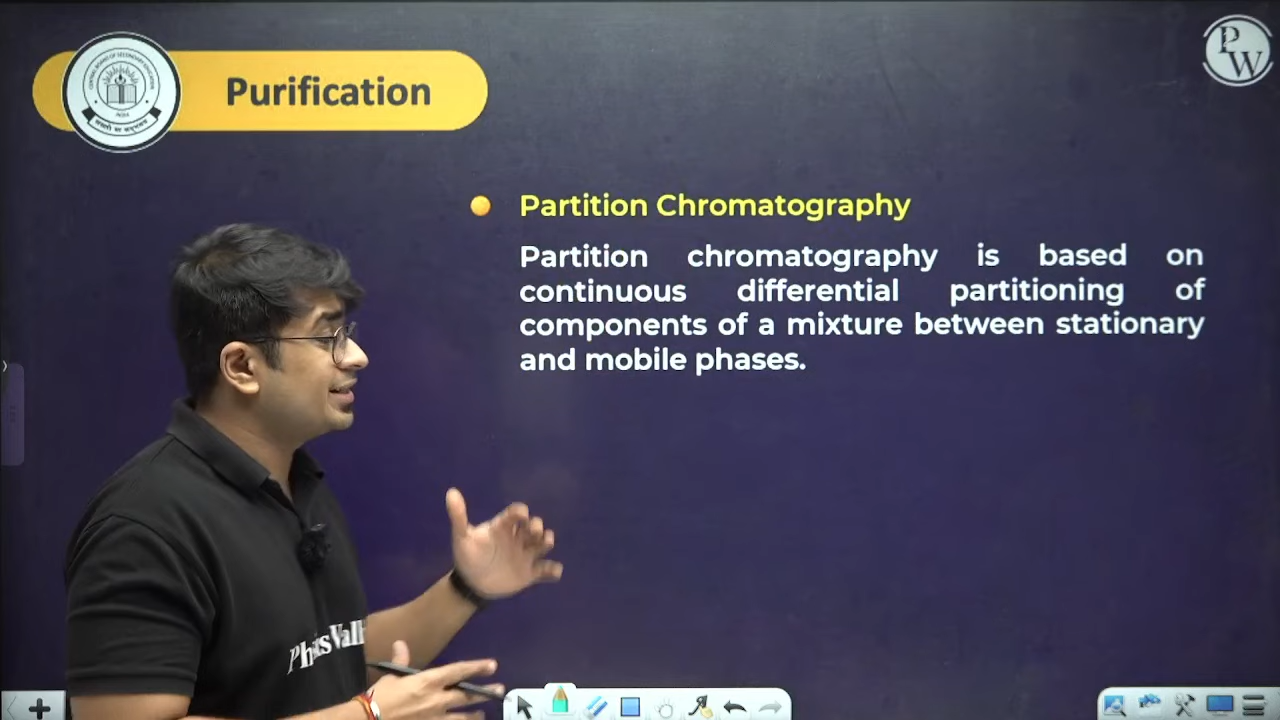 Purification
PW
Partition Chromatography
Partition chromatography is based on
continuous differential partitioning of
components of a mixture between stationary
and mobile phases.